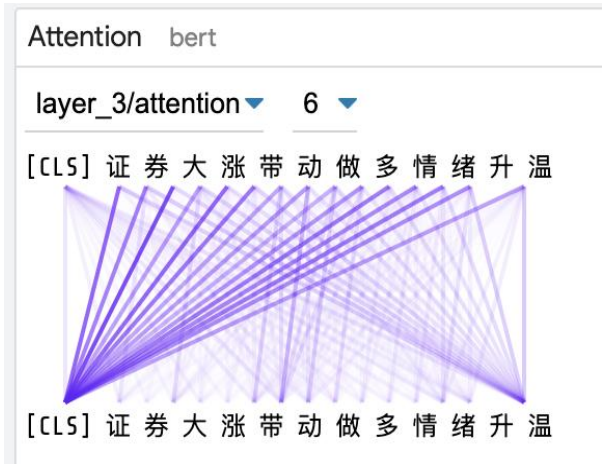 Attention bert
layer_3/attention 6
[CLS] 证 券 大 涨 带 动 做 多 情 绪 升 温
[CLS] 证 券 大 涨 带 动 做 多 情 绪 升 温